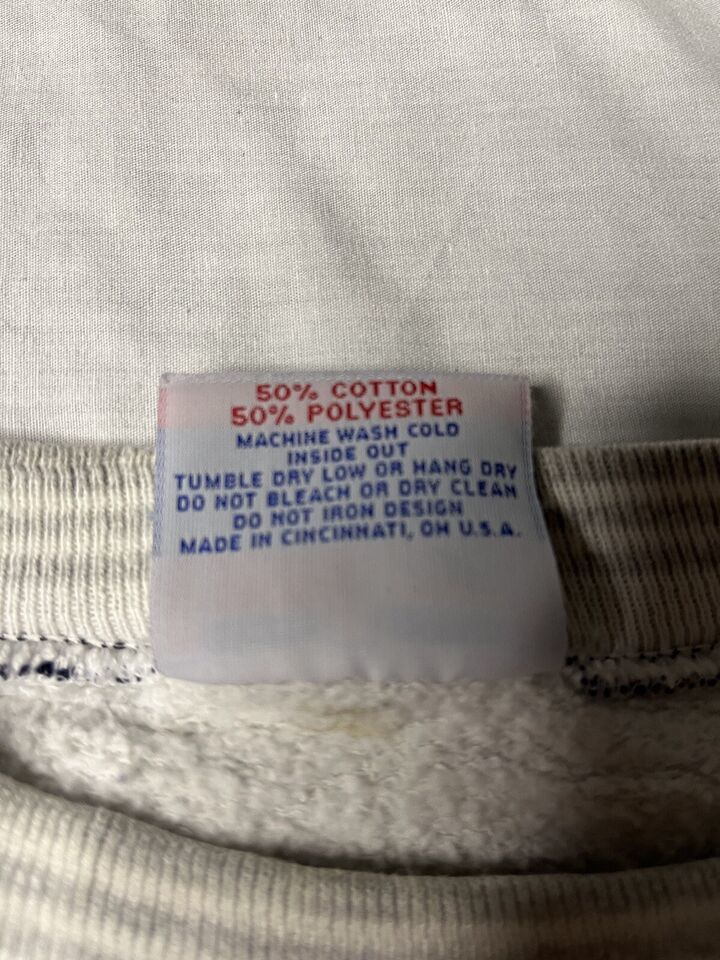 50% COTTON
50% POLYESTER
MACHINE WASH COLD
INSIDE OUT
TUMBLE DRY LOW OR HANG DRY
DO NOT BLEACH OR DRY CLEAN
DO NOT IRON DESIGN
MADE IN CINCINNATI, OH U.S.A.